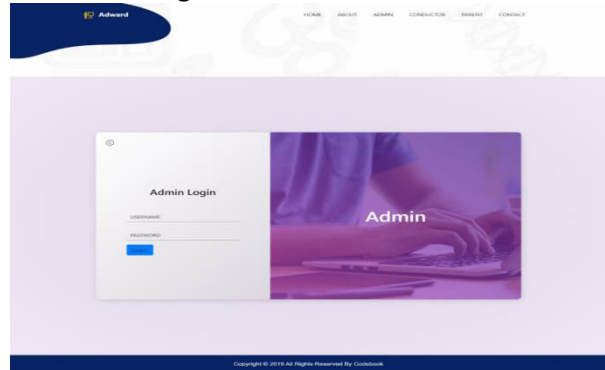 Adward
HOME ABOUT ADMIN CONDUCTOR PARENT CONTACT
Admin Login
USERNAME
PASSWORD
Login
Admin
Copyright © 2019 All Rights Reserved By Codebook